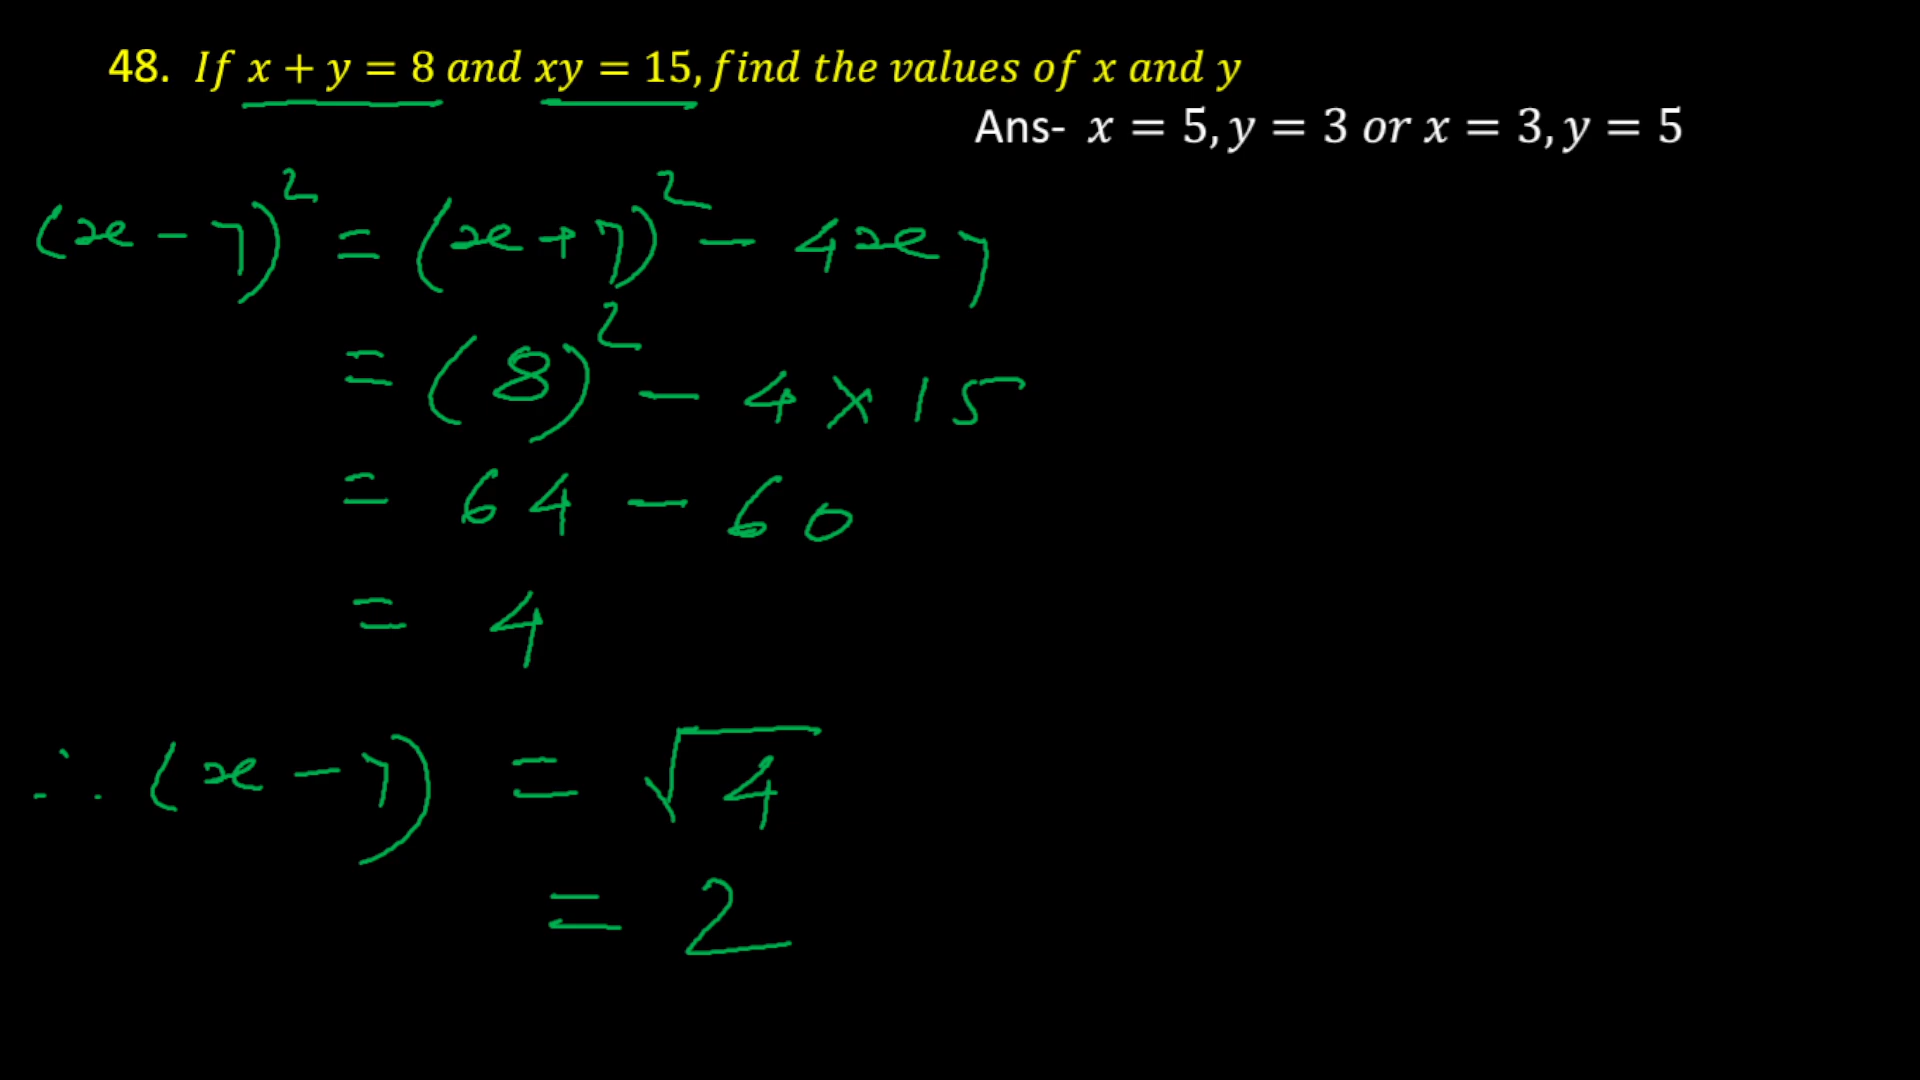 48. If x + y = 8 and xy = 15, find the values of x and y
Ans- x = 5, y = 3 or x = 3, y = 5
(x - y)² = (x + y)² - 4xy
= (8)² - 4 × 15
= 64 - 60
= 4
∴ (x - y) = √4
= 2